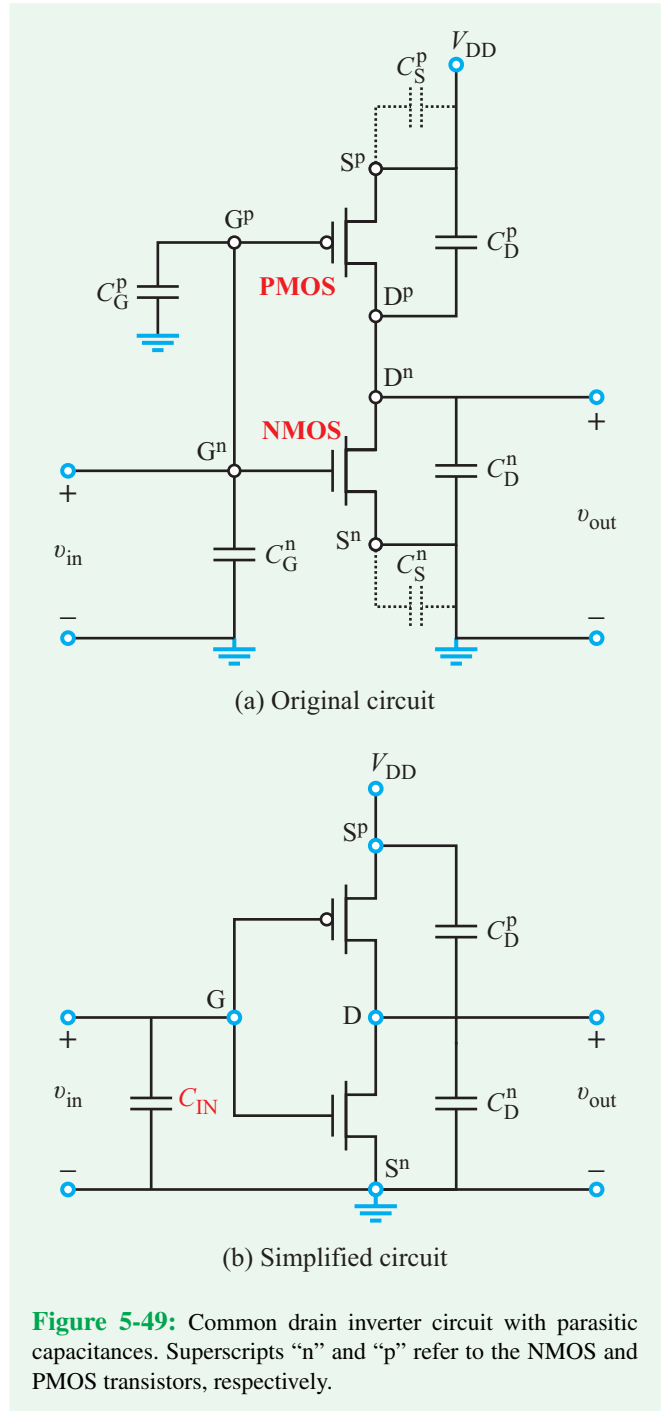 V_DD
C_S^p
S^p
G^p
C_D^p
C_G^p
PMOS
D^p
D^n
NMOS
G^n
+
+
C_D^n
v_in
C_G^n
S^n
C_S^n
v_out
–
–
(a) Original circuit
V_DD
S^p
C_D^p
G
D
+
+
v_in
C_IN
C_D^n
v_out
S^n
–
–
(b) Simplified circuit
Figure 5-49: Common drain inverter circuit with parasitic
capacitances. Superscripts “n” and “p” refer to the NMOS and
PMOS transistors, respectively.